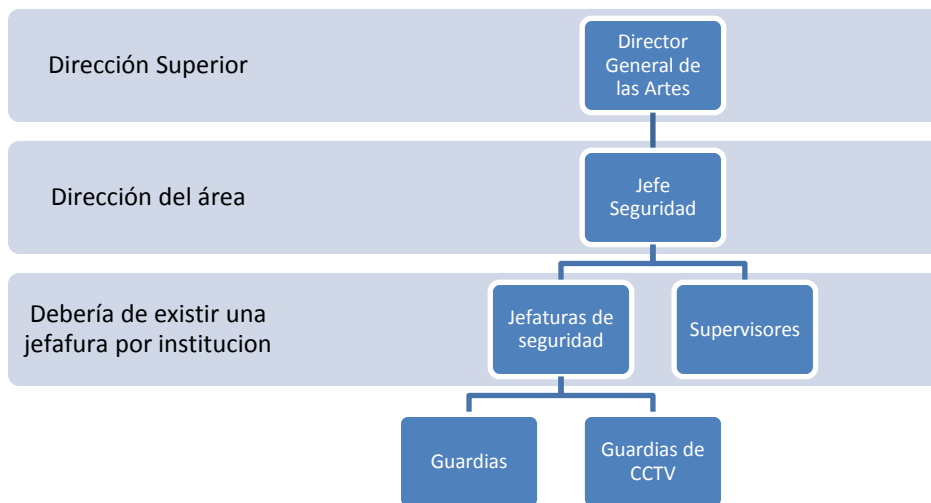 Dirección Superior
Director
General de
las Artes
Dirección del área
Jefe
Seguridad
Debería de existir una
jefafura por institucion
Jefaturas de
seguridad
Supervisores
Guardias
Guardias de
CCTV